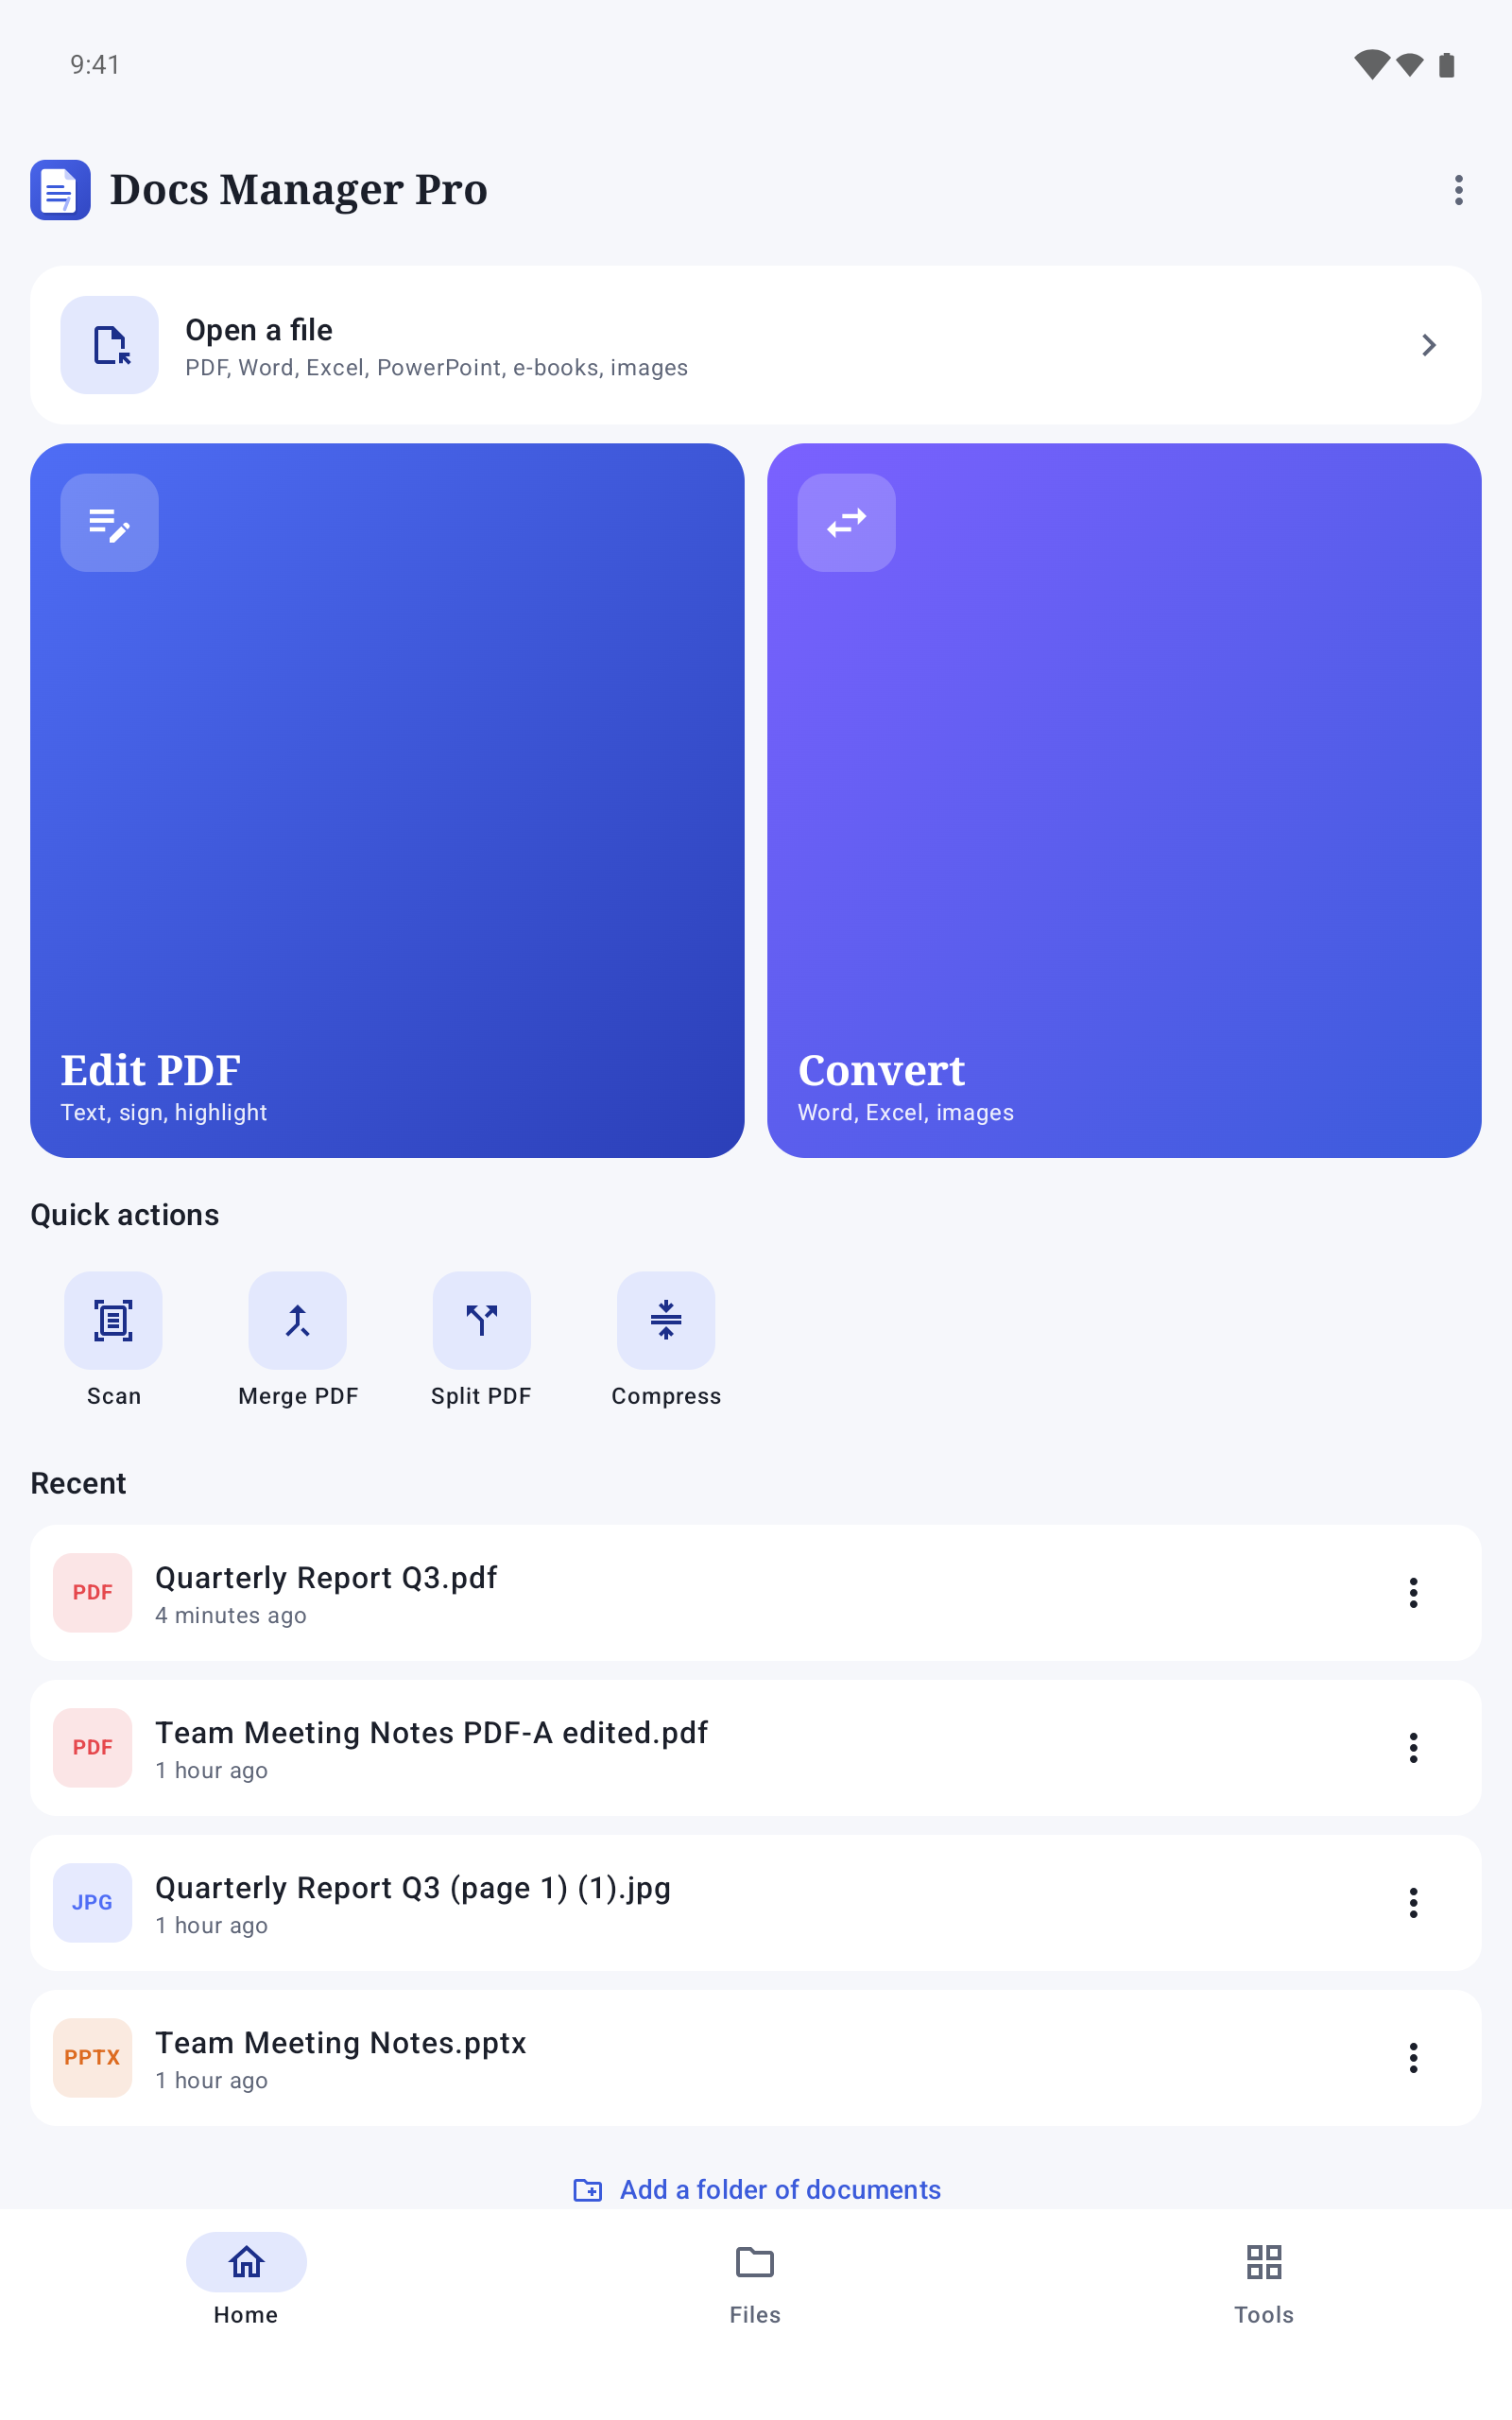 9:41
Docs Manager Pro
Open a file
PDF, Word, Excel, PowerPoint, e-books, images
Edit PDF
Text, sign, highlight
Convert
Word, Excel, images
Quick actions
Scan
Merge PDF
Split PDF
Compress
Recent
PDF
Quarterly Report Q3.pdf
4 minutes ago
PDF
Team Meeting Notes PDF-A edited.pdf
1 hour ago
JPG
Quarterly Report Q3 (page 1) (1).jpg
1 hour ago
PPTX
Team Meeting Notes.pptx
1 hour ago
Add a folder of documents
Home
Files
Tools